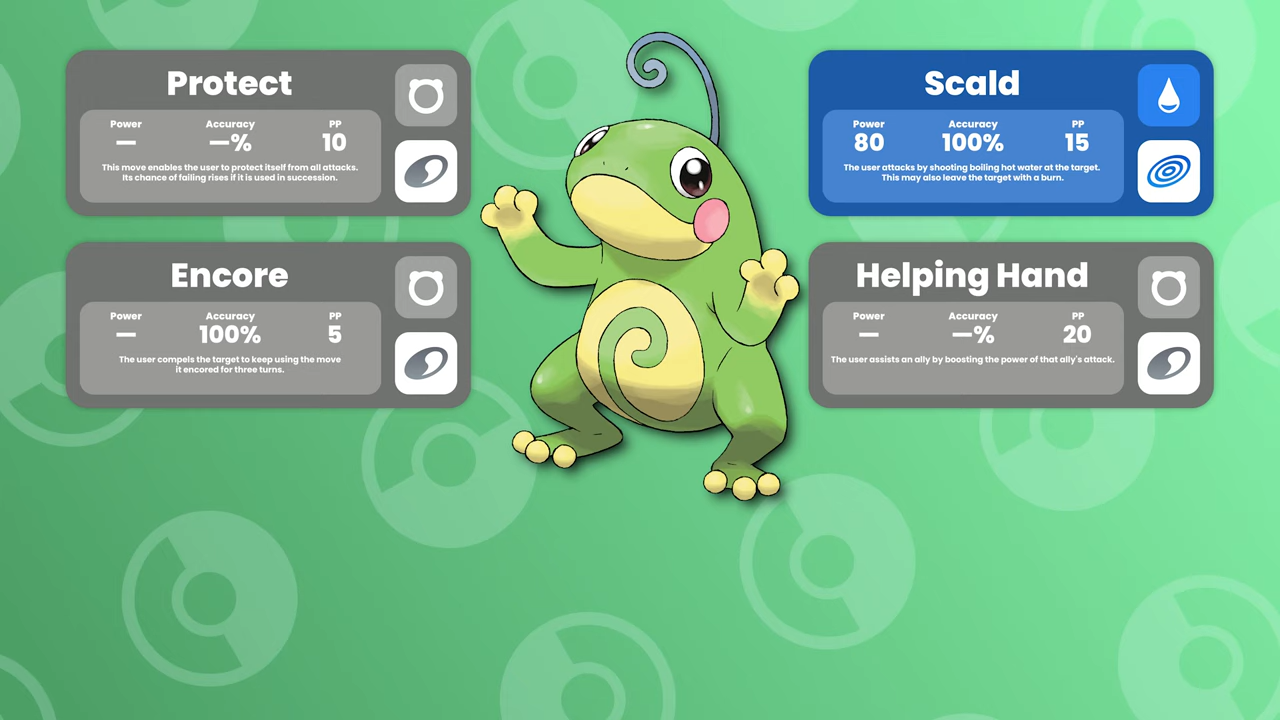 Protect
Power Accuracy PP
— —% 10
This move enables the user to protect itself from all attacks.
Its chance of failing rises if it is used in succession.
Scald
Power Accuracy PP
80 100% 15
The user attacks by shooting boiling hot water at the target.
This may also leave the target with a burn.
Encore
Power Accuracy PP
— 100% 5
The user compels the target to keep using the move
it encored for three turns.
Helping Hand
Power Accuracy PP
— —% 20
The user assists an ally by boosting the power of that ally's attack.